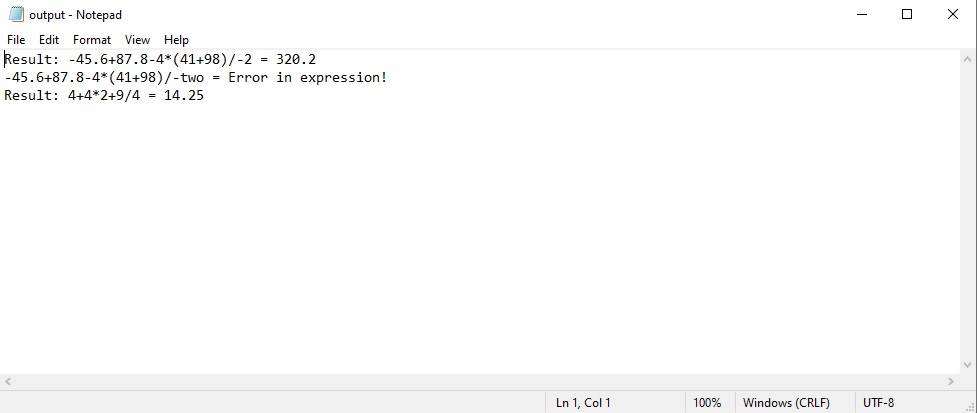 output - Notepad
File Edit Format View Help
Result: -45.6+87.8-4*(41+98)/-2 = 320.2
-45.6+87.8-4*(41+98)/-two = Error in expression!
Result: 4+4*2+9/4 = 14.25
Ln 1, Col 1 100% Windows (CRLF) UTF-8